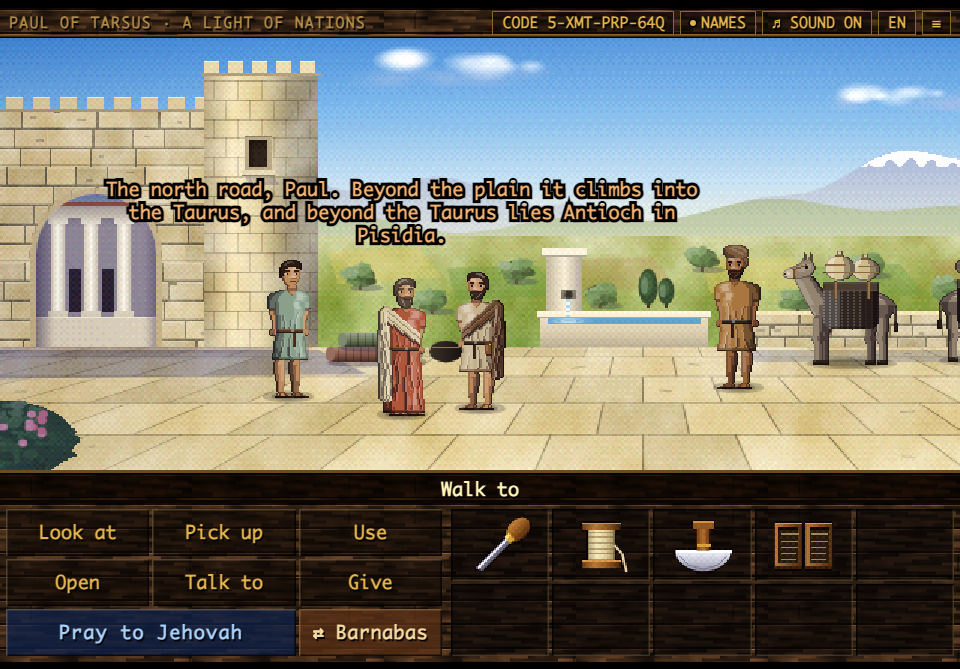 PAUL OF TARSUS · A LIGHT OF NATIONS
CODE 5-XMT-PRP-64Q
• NAMES
♬ SOUND ON
EN
≡
The north road, Paul. Beyond the plain it climbs into
the Taurus, and beyond the Taurus lies Antioch in
Pisidia.
Walk to
Look at
Pick up
Use
Open
Talk to
Give
Pray to Jehovah
⇄ Barnabas